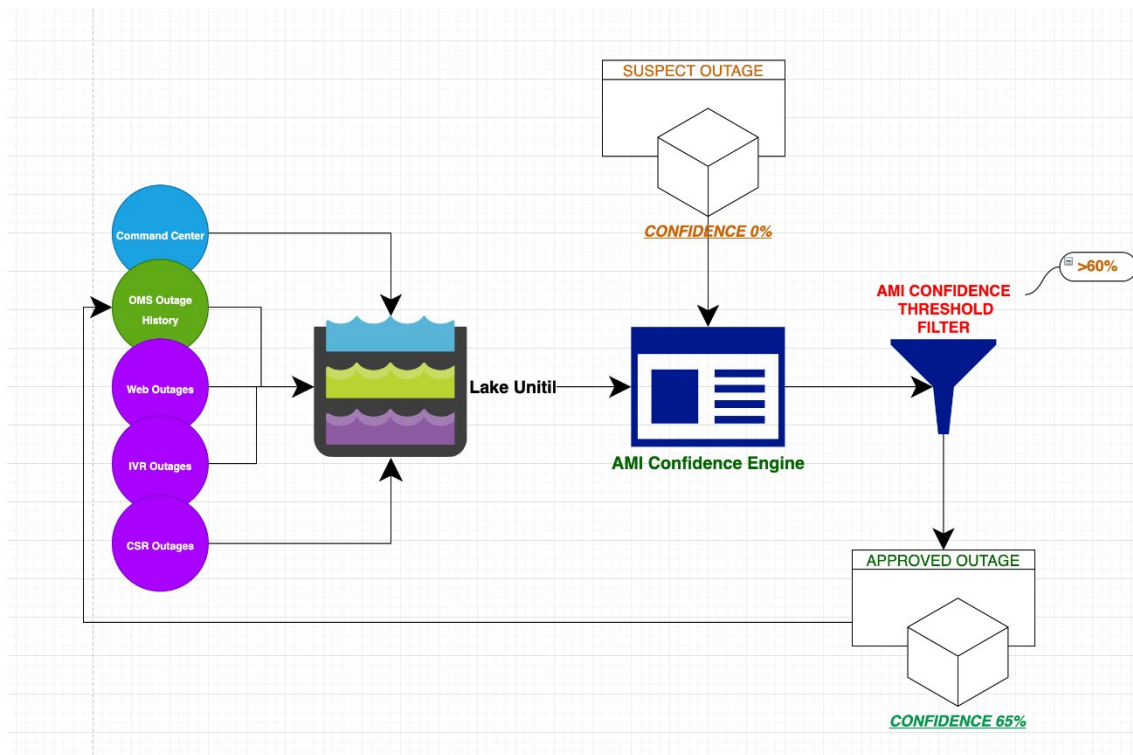 SUSPECT OUTAGE
CONFIDENCE 0%
Command Center
OMS Outage
History
Web Outages
IVR Outages
CSR Outages
Lake Unitil
AMI Confidence Engine
>60%
AMI CONFIDENCE
THRESHOLD
FILTER
APPROVED OUTAGE
CONFIDENCE 65%